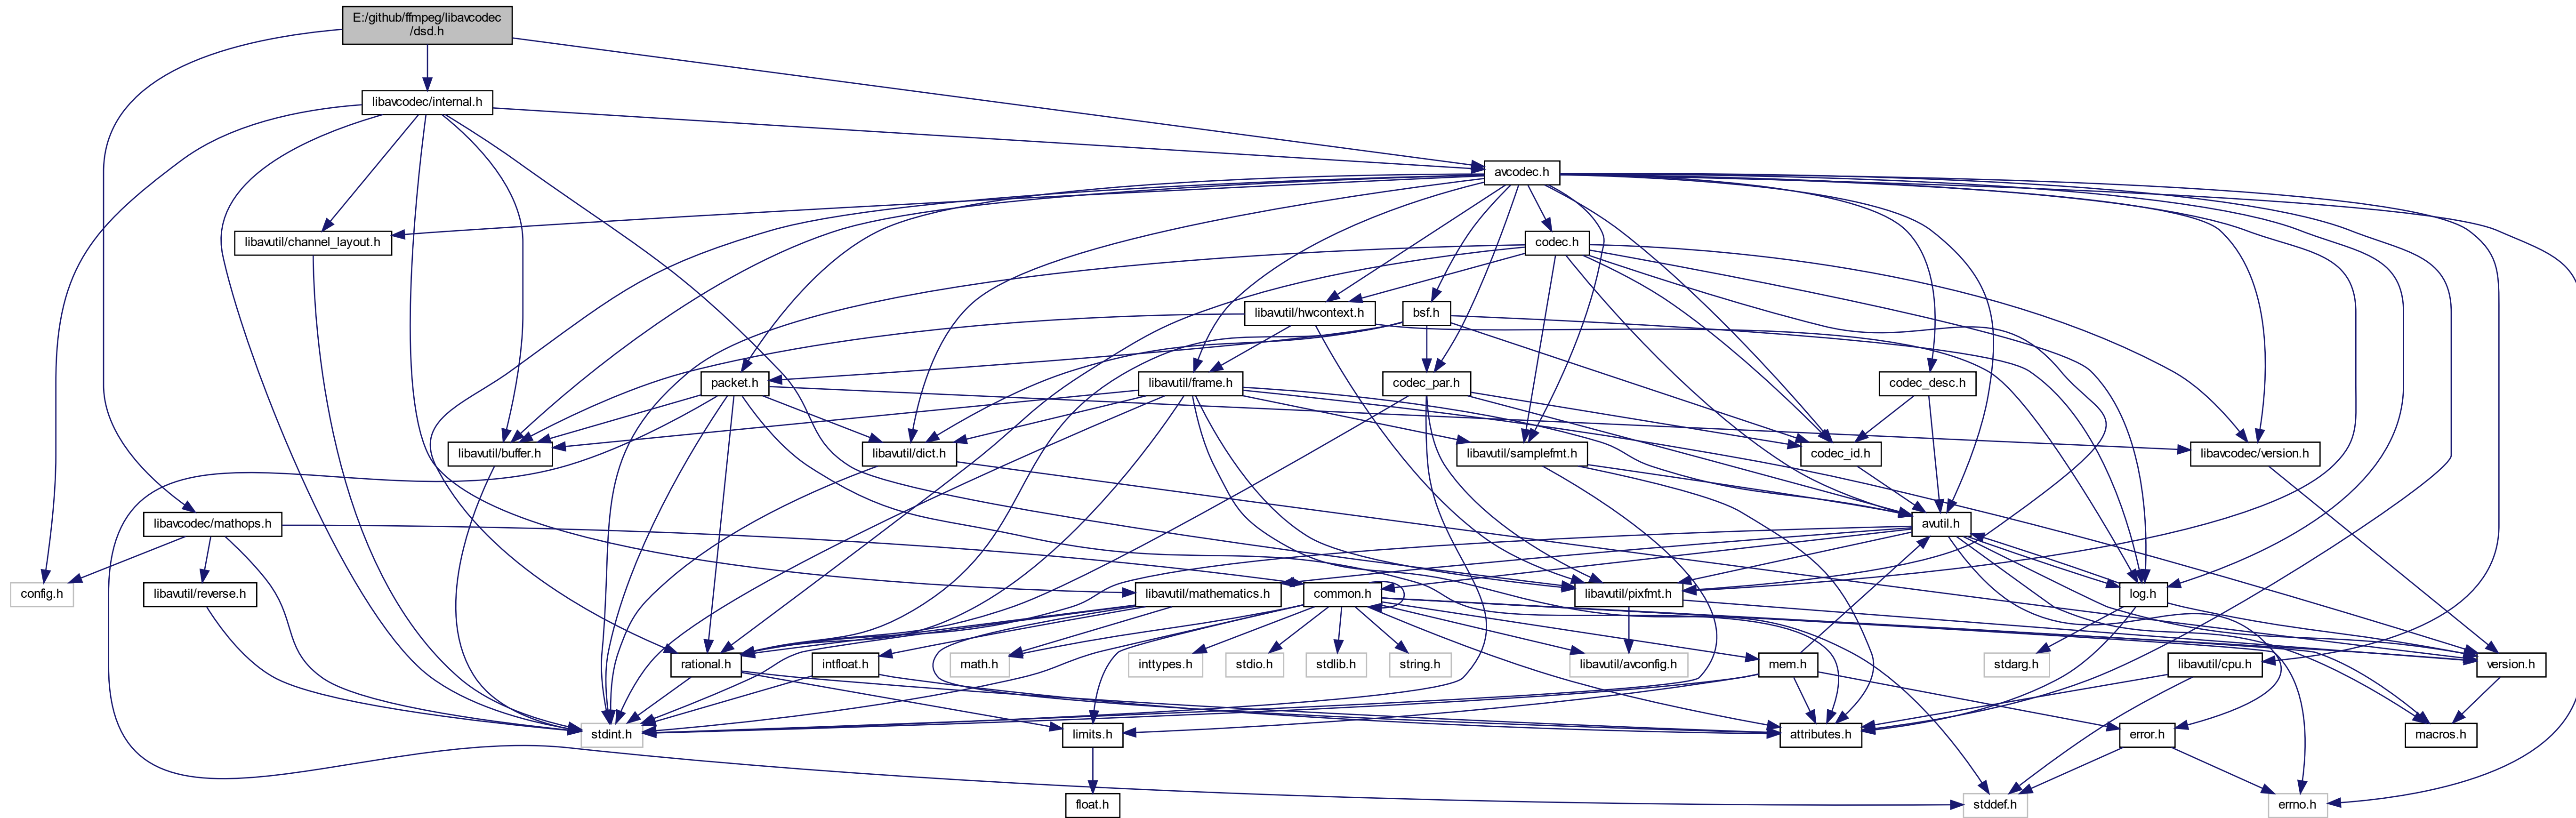 E:/github/ffmpeg/libavcodec
/dsd.h
libavcodec/internal.h
avcodec.h
libavutil/channel_layout.h
codec.h
libavutil/hwcontext.h
bsf.h
packet.h
libavutil/frame.h
codec_par.h
codec_desc.h
libavutil/buffer.h
libavutil/dict.h
libavutil/samplefmt.h
codec_id.h
libavcodec/version.h
libavcodec/mathops.h
avutil.h
config.h
libavutil/reverse.h
libavutil/mathematics.h
common.h
libavutil/pixfmt.h
log.h
rational.h
intfloat.h
math.h
inttypes.h
stdio.h
stdlib.h
string.h
libavutil/avconfig.h
mem.h
stdarg.h
libavutil/cpu.h
version.h
stdint.h
limits.h
attributes.h
error.h
macros.h
float.h
stddef.h
errno.h